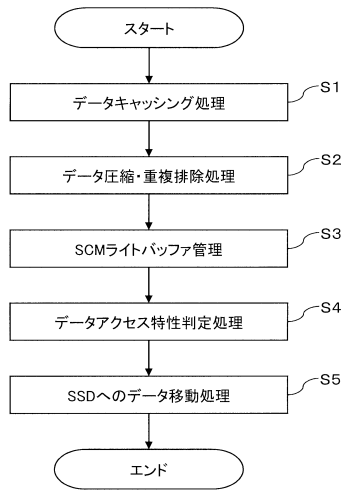 スタート
データキャッシング処理
S1
データ圧縮・重複排除処理
S2
SCMライトバッファ管理
S3
データアクセス特性判定処理
S4
SSDへのデータ移動処理
S5
エンド